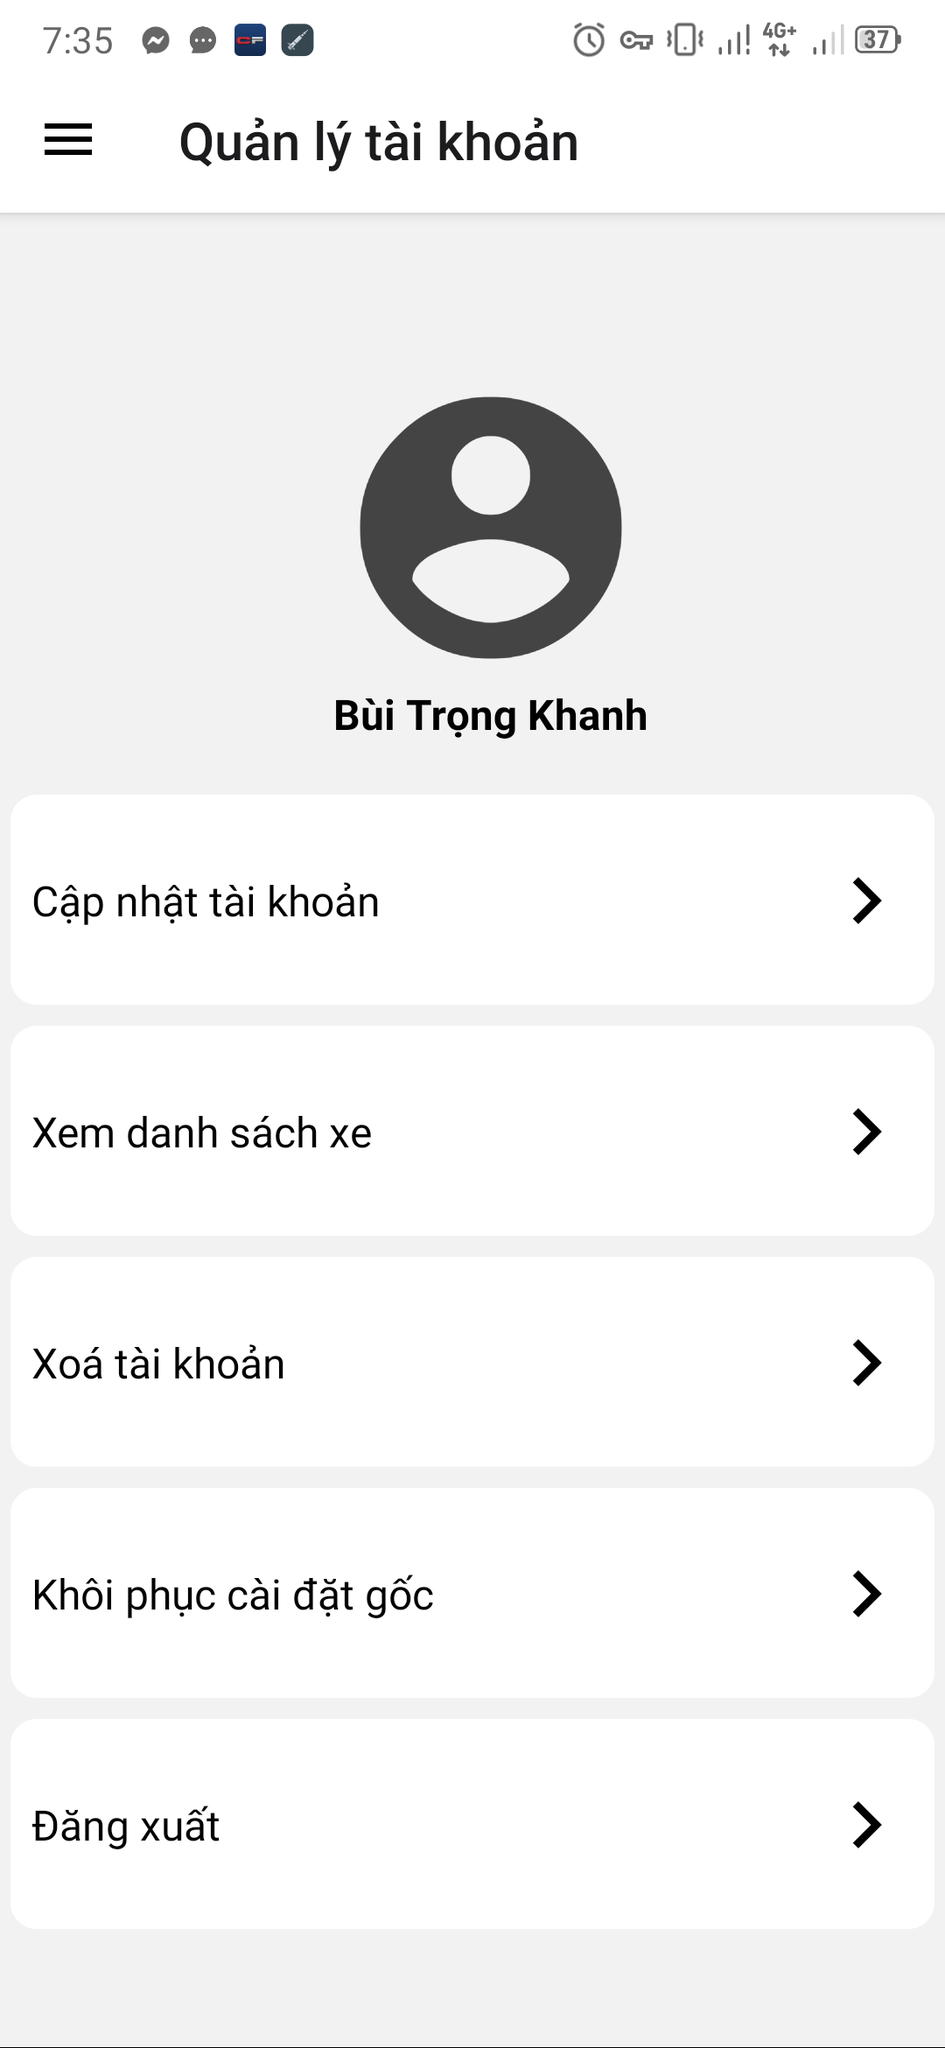 7:35 CF 4G+ 37
Quản lý tài khoản
Bùi Trọng Khanh
Cập nhật tài khoản
Xem danh sách xe
Xoá tài khoản
Khôi phục cài đặt gốc
Đăng xuất